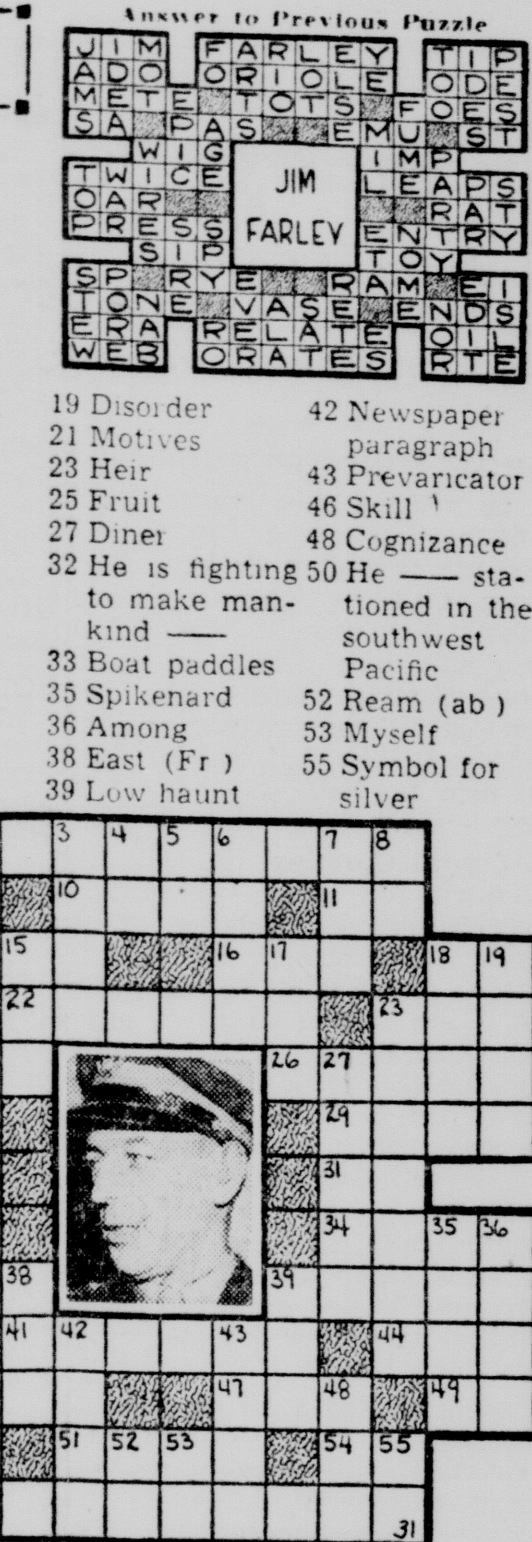 Answer to Previous Puzzle
JIM FARLEY TIP
ADO ORIOLE ODE
METE TOTS FOES
SA PAS EMU ST
WIG IMP
TWICE JIM LEAPS
OAR RAT
PRESS FARLEY ENTRY
SIP TOY
SP RYE RAM EI
TONE VASE ENDS
ERA RELATE OIL
WEB ORATES RTE
19 Disorder
21 Motives
23 Heir
25 Fruit
27 Diner
32 He is fighting
to make man-
kind ——
33 Boat paddles
35 Spikenard
36 Among
38 East (Fr )
39 Low haunt
42 Newspaper
paragraph
43 Prevaricator
46 Skill
48 Cognizance
50 He —— sta-
tioned in the
southwest
Pacific
52 Ream (ab )
53 Myself
55 Symbol for
silver
3 4 5 6 7 8
10 11
15 16 17 18 19
22 23
26 27
29
31
34 35 36
38 39
41 42 43 44
47 48 49
51 52 53 54 55
31